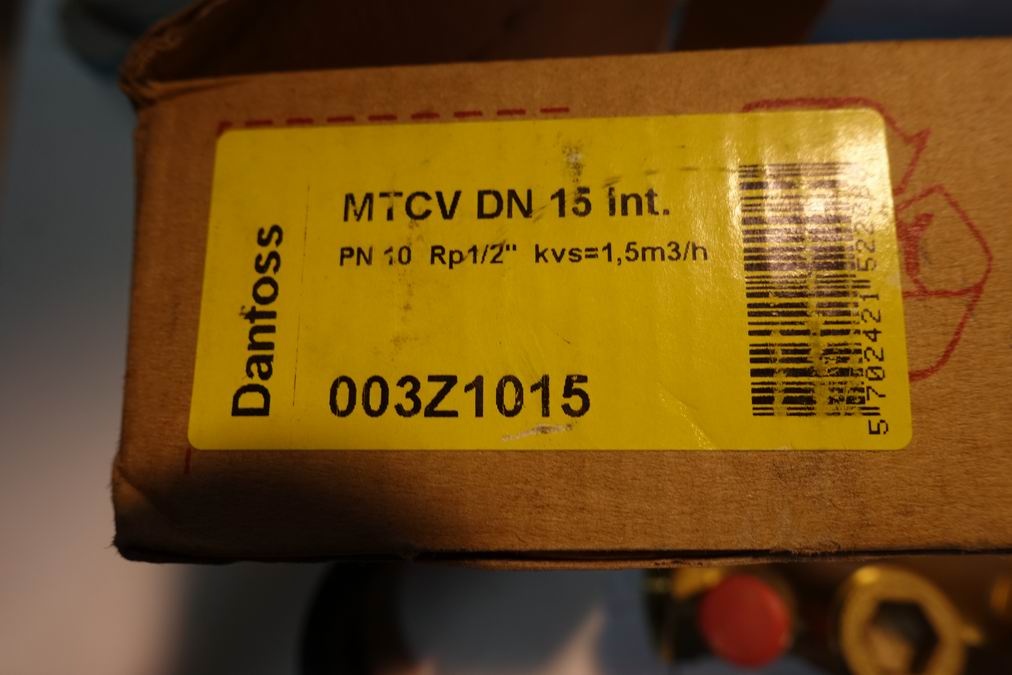 Danfoss
MTCV DN 15 Int.
PN 10 Rp1/2" kvs=1,5m3/h
003Z1015